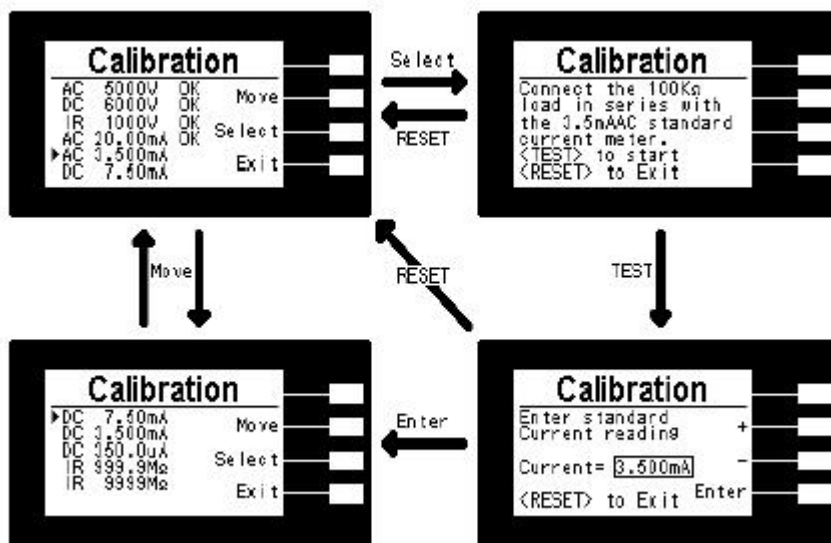 Calibration
AC 5000V OK
DC 6000V OK
IR 1000V OK
AC 20.00mA OK
▶AC 3.500mA
DC 7.50mA
Move
Select
Exit
Select
RESET
Calibration
Connect the 100KΩ
load in series with
the 3.5mAAC standard
current meter.
<TEST> to start
<RESET> to Exit
Move
RESET
TEST
Calibration
▶DC 7.50mA
DC 3.500mA
DC 350.0uA
IR 999.9MΩ
IR 9999MΩ
Move
Select
Exit
Enter
Calibration
Enter standard
Current reading
Current= 3.500mA
<RESET> to Exit
+
-
Enter